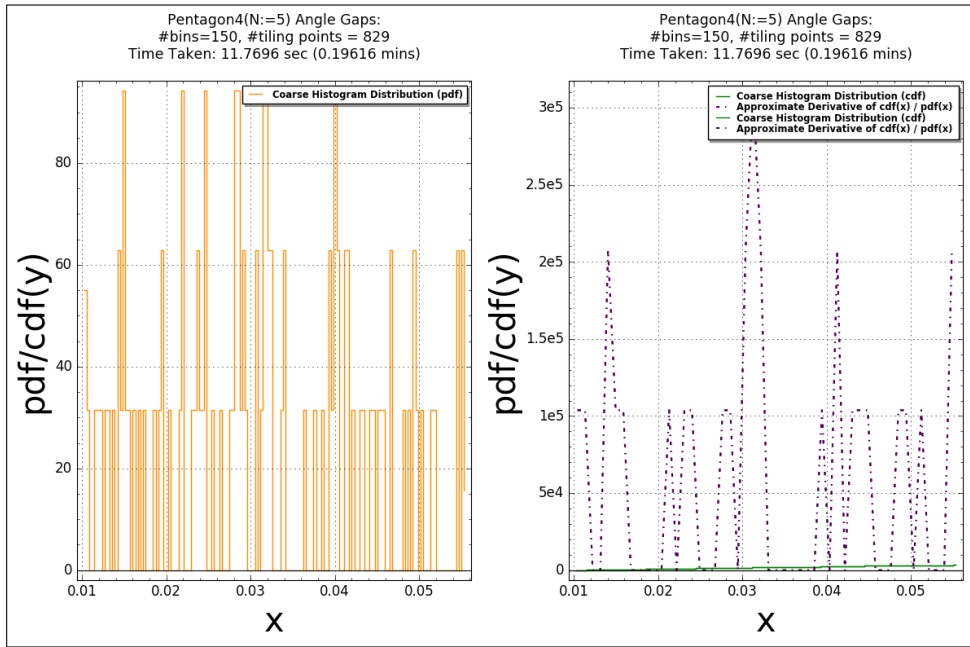 Pentagon4(N:=5) Angle Gaps:
#bins=150, #tiling points = 829
Time Taken: 11.7696 sec (0.19616 mins)
Coarse Histogram Distribution (pdf)
pdf/cdf(y)
80
60
40
20
0
0.01 0.02 0.03 0.04 0.05
x
Pentagon4(N:=5) Angle Gaps:
#bins=150, #tiling points = 829
Time Taken: 11.7696 sec (0.19616 mins)
Coarse Histogram Distribution (cdf)
Approximate Derivative of cdf(x) / pdf(x)
Coarse Histogram Distribution (cdf)
Approximate Derivative of cdf(x) / pdf(x)
pdf/cdf(y)
3e5
2.5e5
2e5
1.5e5
1e5
5e4
0
0.01 0.02 0.03 0.04 0.05
x